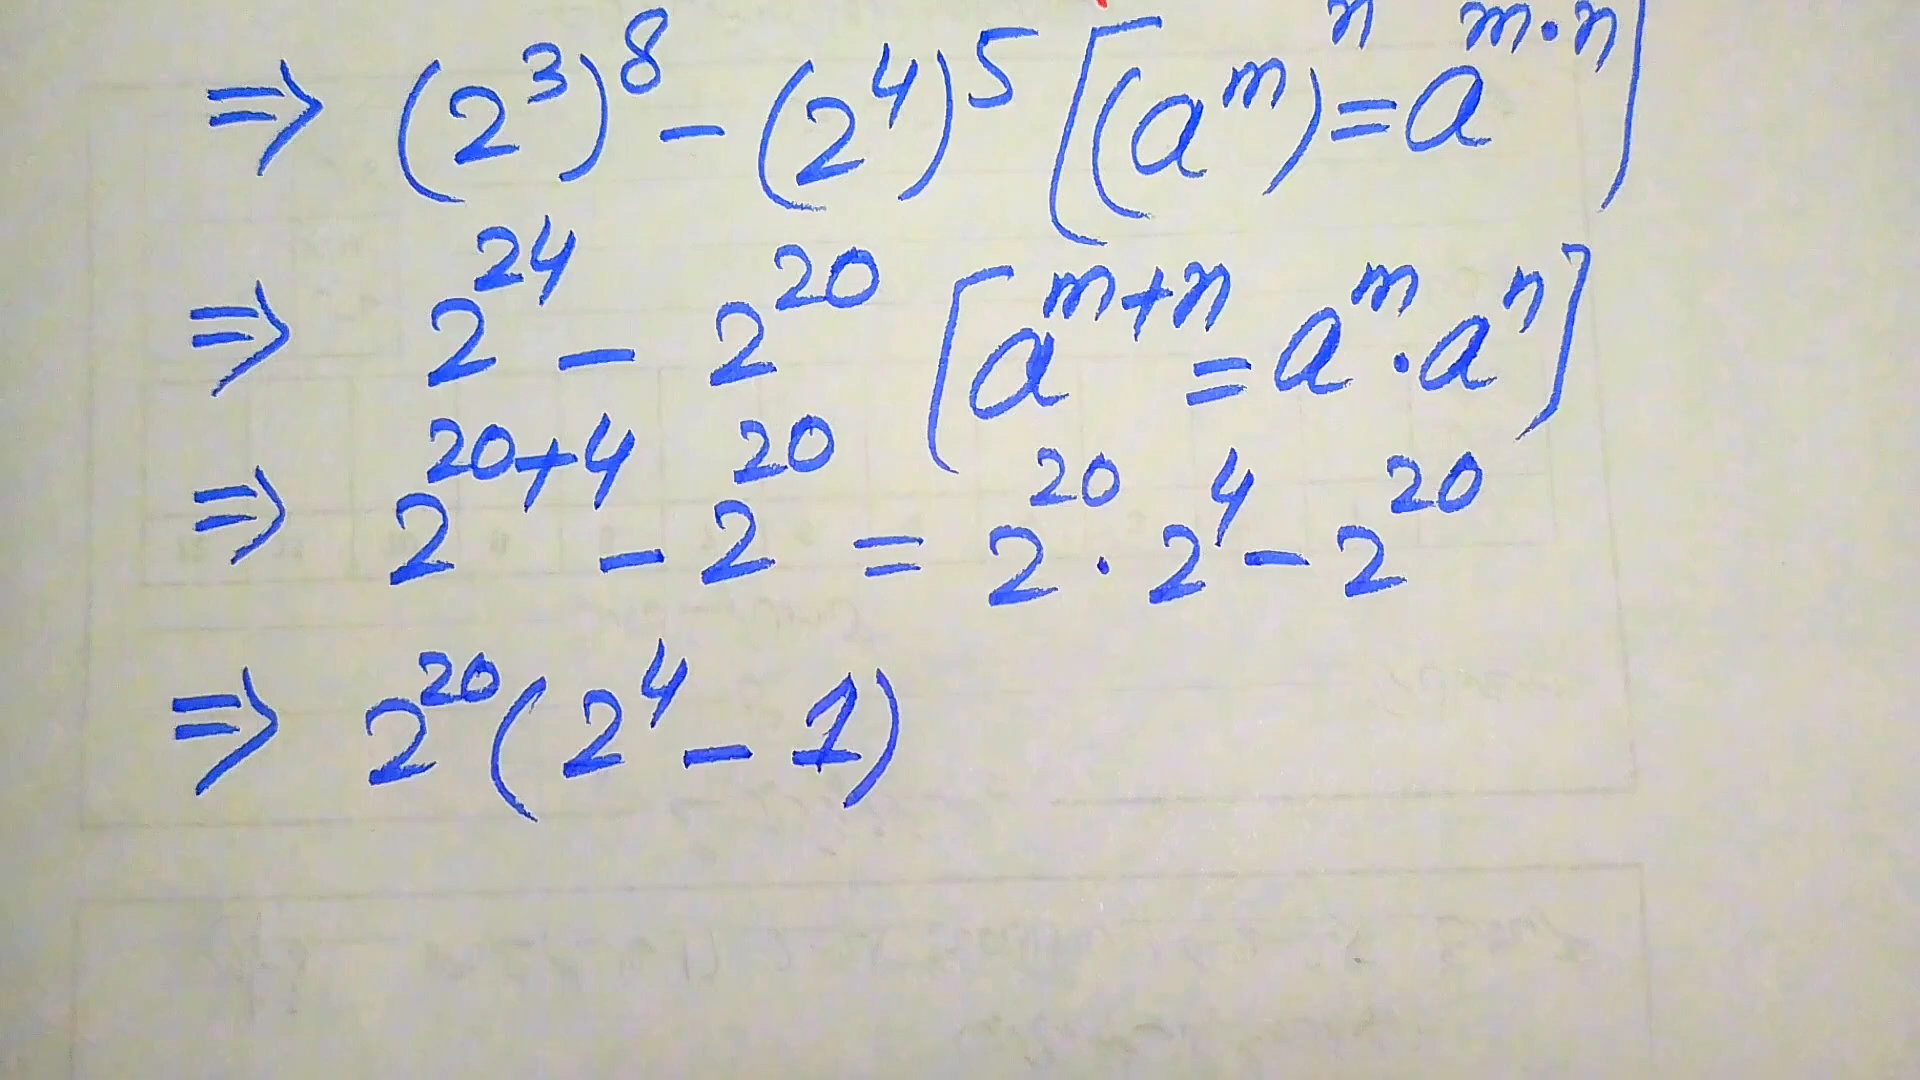 ⇒ (2³)⁸ - (2⁴)⁵ [(aᵐ)ⁿ = aᵐ·ⁿ]
⇒ 2²⁴ - 2²⁰ [aᵐ⁺ⁿ = aᵐ·aⁿ]
⇒ 2²⁰⁺⁴ - 2²⁰ = 2²⁰·2⁴ - 2²⁰
⇒ 2²⁰(2⁴ - 1)